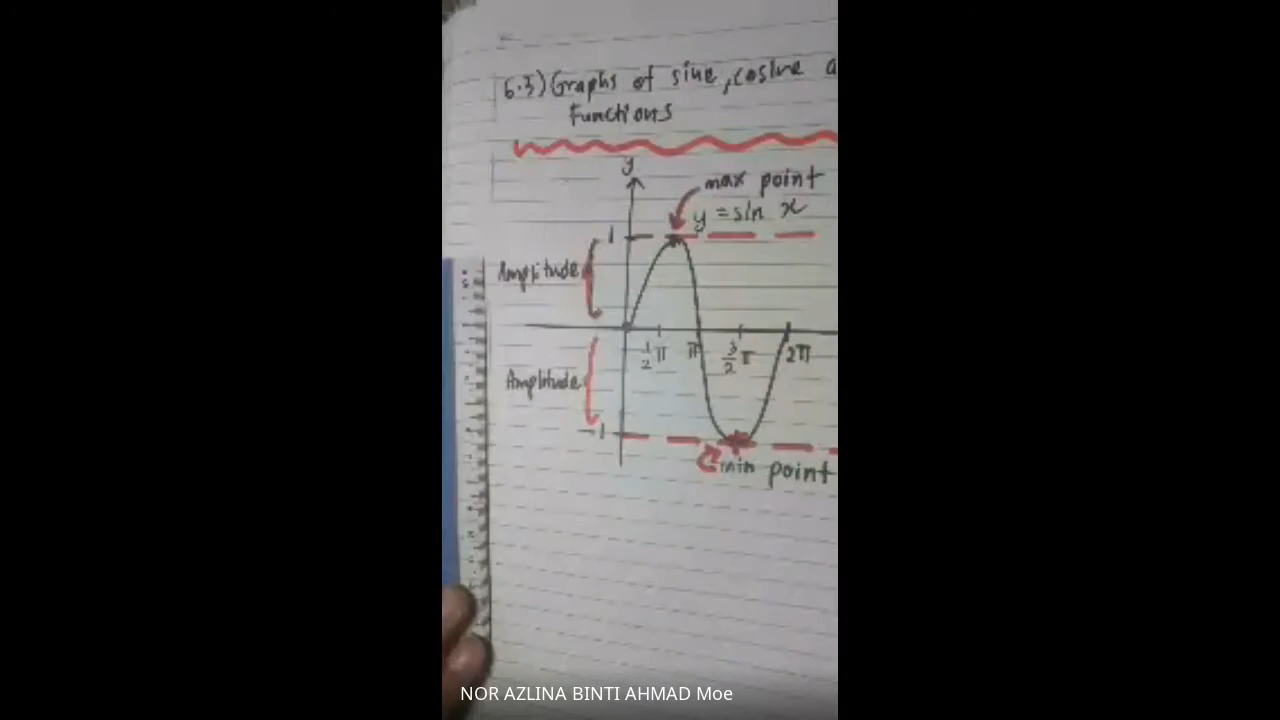 6.3) Graphs of sine, cosine a
Functions
y
max point
y = sin x
1
Amplitude
1/2 π π 3/2 π 2π
Amplitude
-1
min point
NOR AZLINA BINTI AHMAD Moe